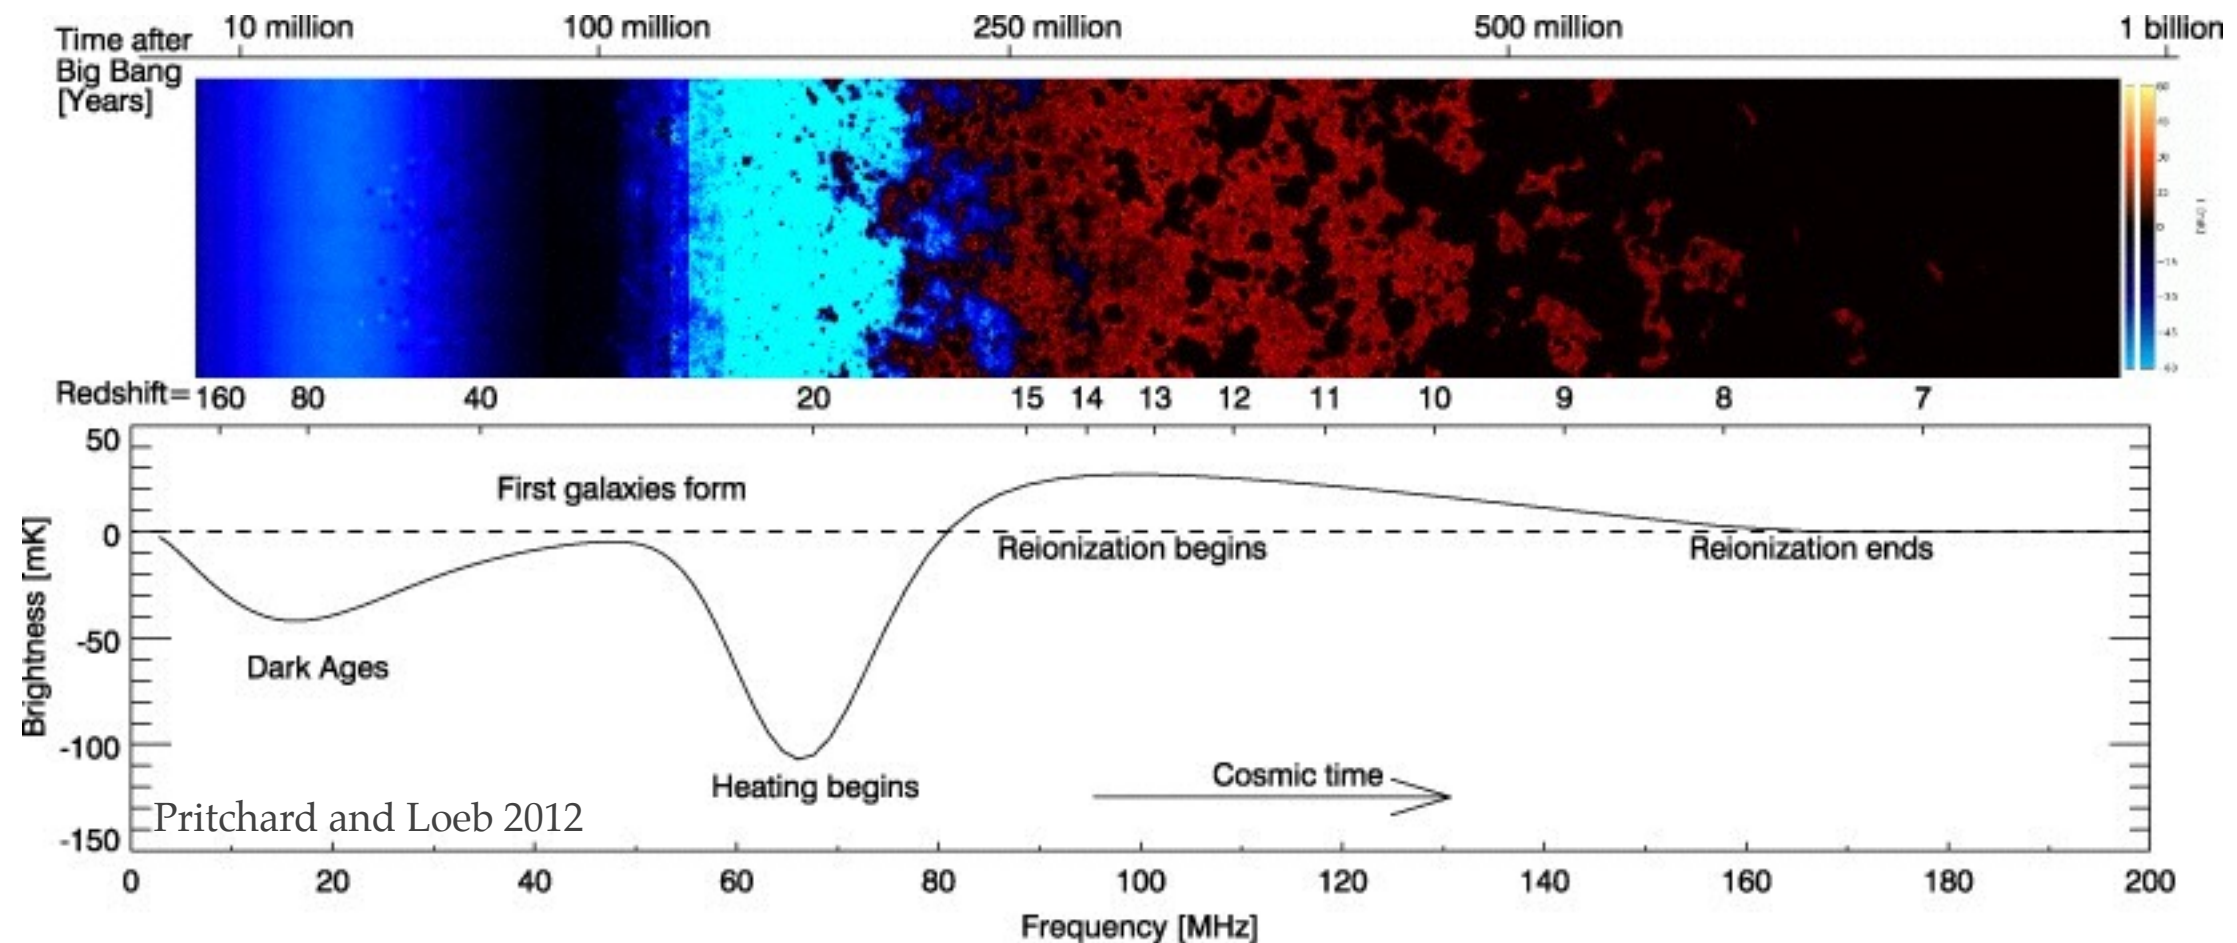 10 million 100 million 250 million 500 million 1 billion
Time after
Big Bang
[Years]
60
0
Redshift= 160 80 40 20 15 14 13 12 11 10 9 8 7
50
First galaxies form
0
Reionization begins Reionization ends
-50
Dark Ages
Brightness [mK]
-100
Heating begins
Cosmic time
Pritchard and Loeb 2012
-150
0 20 40 60 80 100 120 140 160 180 200
Frequency [MHz]